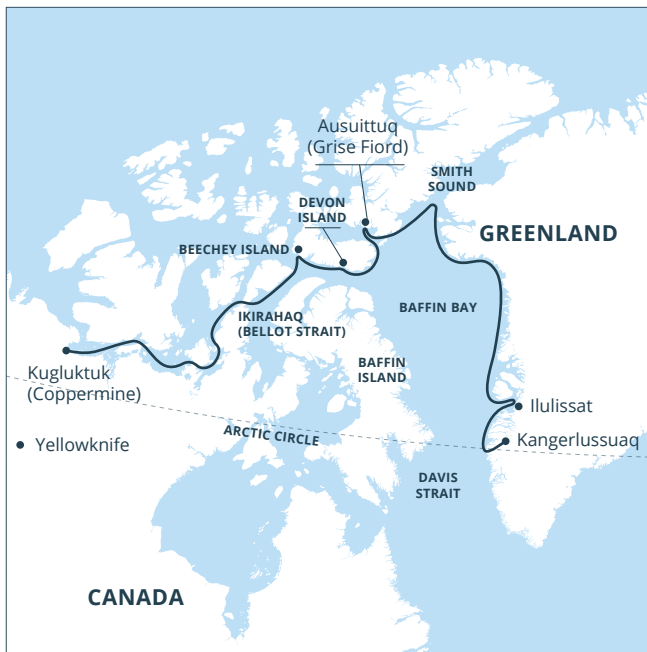 Ausuittuq
(Grise Fiord)
SMITH
SOUND
DEVON
ISLAND
GREENLAND
BEECHEY ISLAND
BAFFIN BAY
IKIRAHAQ
(BELLOT STRAIT)
BAFFIN
ISLAND
Kugluktuk
(Coppermine)
Ilulissat
ARCTIC CIRCLE
Kangerlussuaq
Yellowknife
DAVIS
STRAIT
CANADA